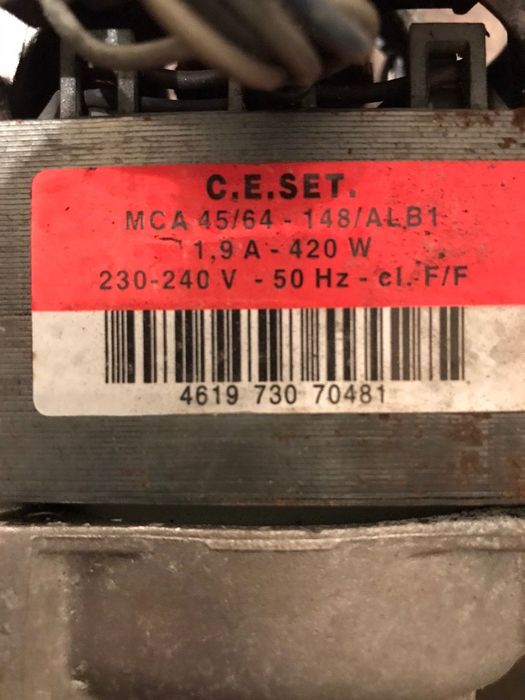 C.E.SET.
MCA 45/64 - 148/ALB1
1,9 A - 420 W
230-240 V - 50 Hz - cl. F/F
4619 730 70481